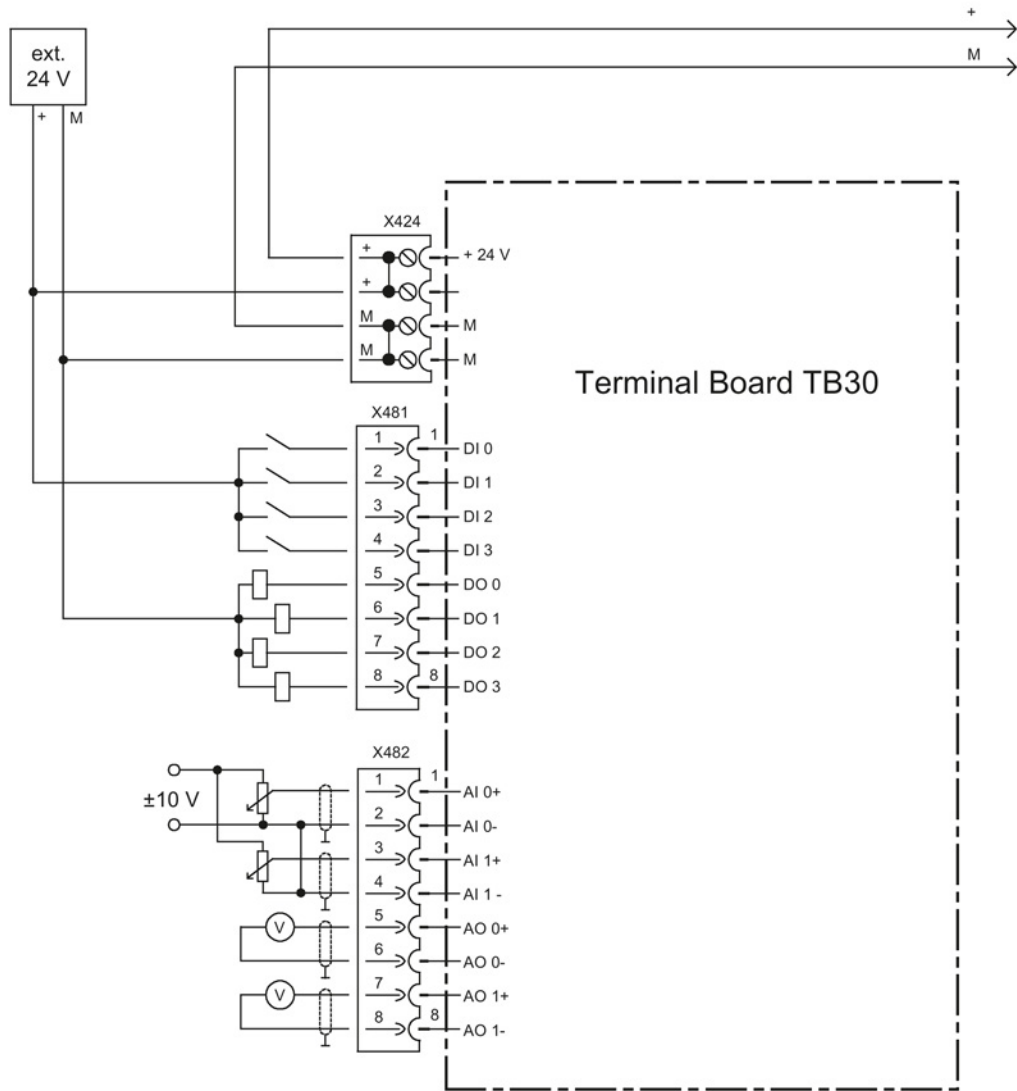 +
M
ext.
24 V
+ M
X424
+ + 24 V
+
M M
M M
Terminal Board TB30
X481
1 1 DI 0
2 DI 1
3 DI 2
4 DI 3
5 DO 0
6 DO 1
7 DO 2
8 8 DO 3
X482
±10 V
1 1 AI 0+
2 AI 0-
3 AI 1+
4 AI 1 -
V 5 AO 0+
6 AO 0-
V 7 AO 1+
8 8 AO 1-